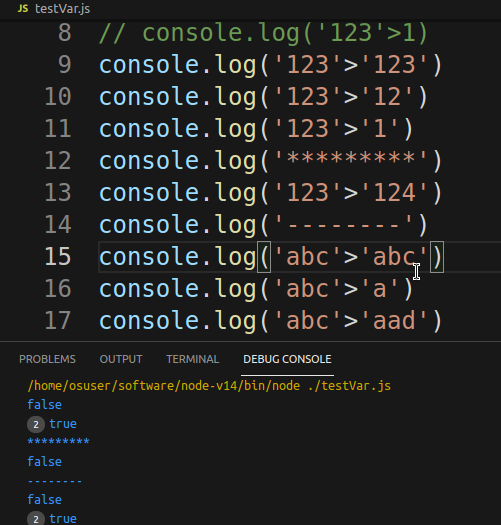 JS testVar.js
8 // console.log('123'>1)
9 console.log('123'>'123')
10 console.log('123'>'12')
11 console.log('123'>'1')
12 console.log('*********')
13 console.log('123'>'124')
14 console.log('--------')
15 console.log('abc'>'abc')
16 console.log('abc'>'a')
17 console.log('abc'>'aad')
PROBLEMS OUTPUT TERMINAL DEBUG CONSOLE
/home/osuser/software/node-v14/bin/node ./testVar.js
false
2 true
*********
false
--------
false
2 true